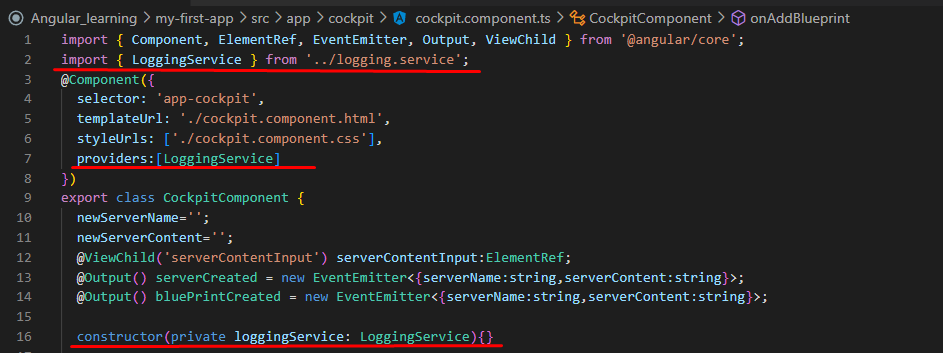 Angular_learning > my-first-app > src > app > cockpit > cockpit.component.ts > CockpitComponent > onAddBlueprint
1 import { Component, ElementRef, EventEmitter, Output, ViewChild } from '@angular/core';
2 import { LoggingService } from '../logging.service';
3 @Component({
4 selector: 'app-cockpit',
5 templateUrl: './cockpit.component.html',
6 styleUrls: ['./cockpit.component.css'],
7 providers:[LoggingService]
8 })
9 export class CockpitComponent {
10 newServerName='';
11 newServerContent='';
12 @ViewChild('serverContentInput') serverContentInput:ElementRef;
13 @Output() serverCreated = new EventEmitter<{serverName:string,serverContent:string}>;
14 @Output() bluePrintCreated = new EventEmitter<{serverName:string,serverContent:string}>;
15
16 constructor(private loggingService: LoggingService){}